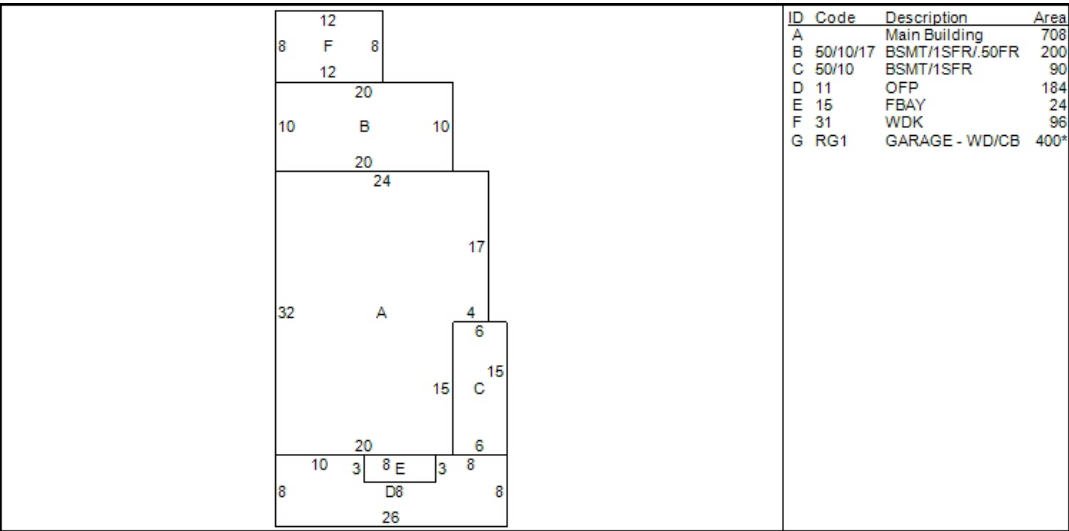 12
8 F 8
12
20
10 B 10
20
24
17
32 A 4
6
15
15 C
20 6
10 3 8 E 3 8
8 D8 8
26
ID Code Description Area
A Main Building 708
B 50/10/17 BSMT/1SFR/.50FR 200
C 50/10 BSMT/1SFR 90
D 11 OFP 184
E 15 FBAY 24
F 31 WDK 96
G RG1 GARAGE - WD/CB 400*